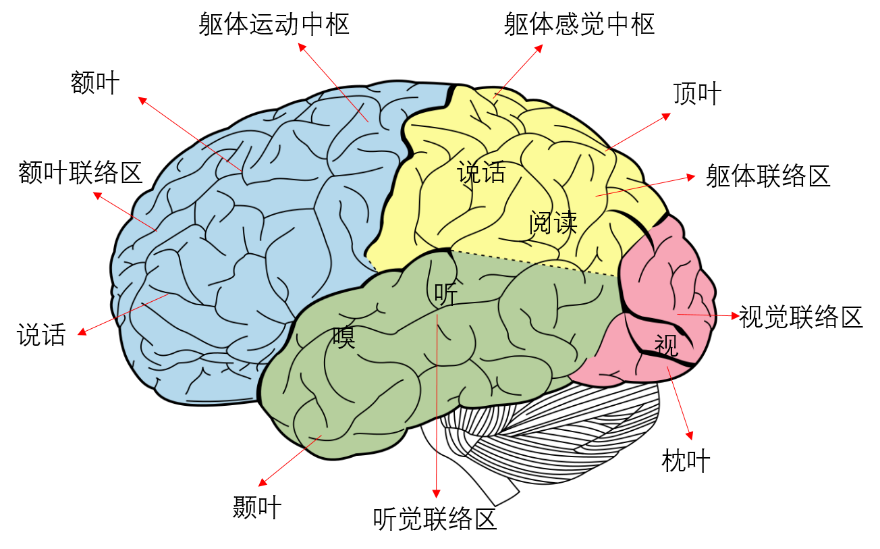 躯体运动中枢
躯体感觉中枢
额叶
顶叶
额叶联络区
说话
躯体联络区
阅读
听
视觉联络区
说话
嗅
视
枕叶
颞叶
听觉联络区